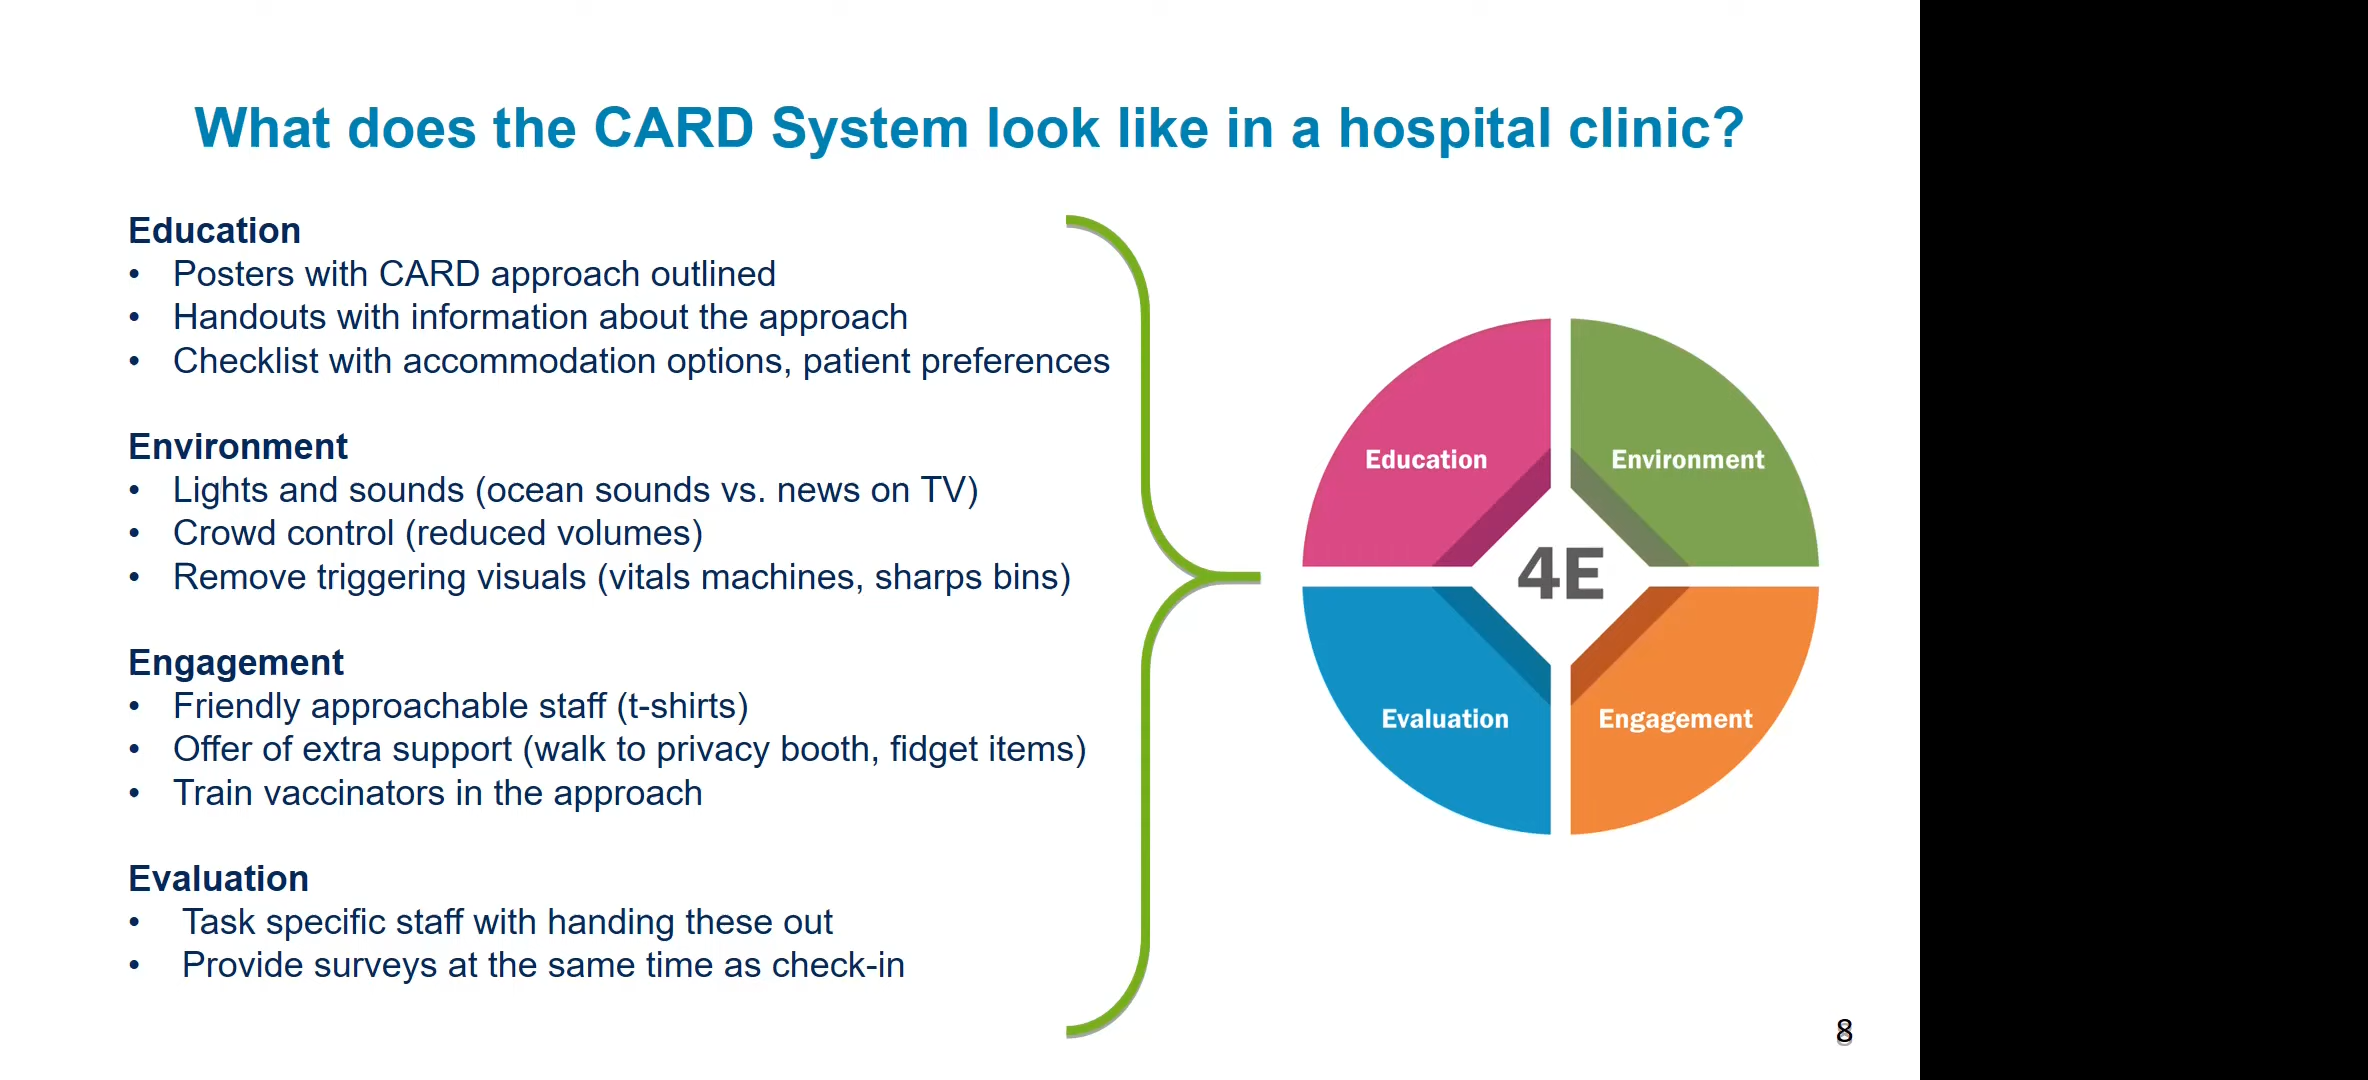 What does the CARD System look like in a hospital clinic?
Education
• Posters with CARD approach outlined
• Handouts with information about the approach
• Checklist with accommodation options, patient preferences
Environment
• Lights and sounds (ocean sounds vs. news on TV)
• Crowd control (reduced volumes)
• Remove triggering visuals (vitals machines, sharps bins)
Engagement
• Friendly approachable staff (t-shirts)
• Offer of extra support (walk to privacy booth, fidget items)
• Train vaccinators in the approach
Evaluation
• Task specific staff with handing these out
• Provide surveys at the same time as check-in
Education
Environment
4E
Evaluation
Engagement
8